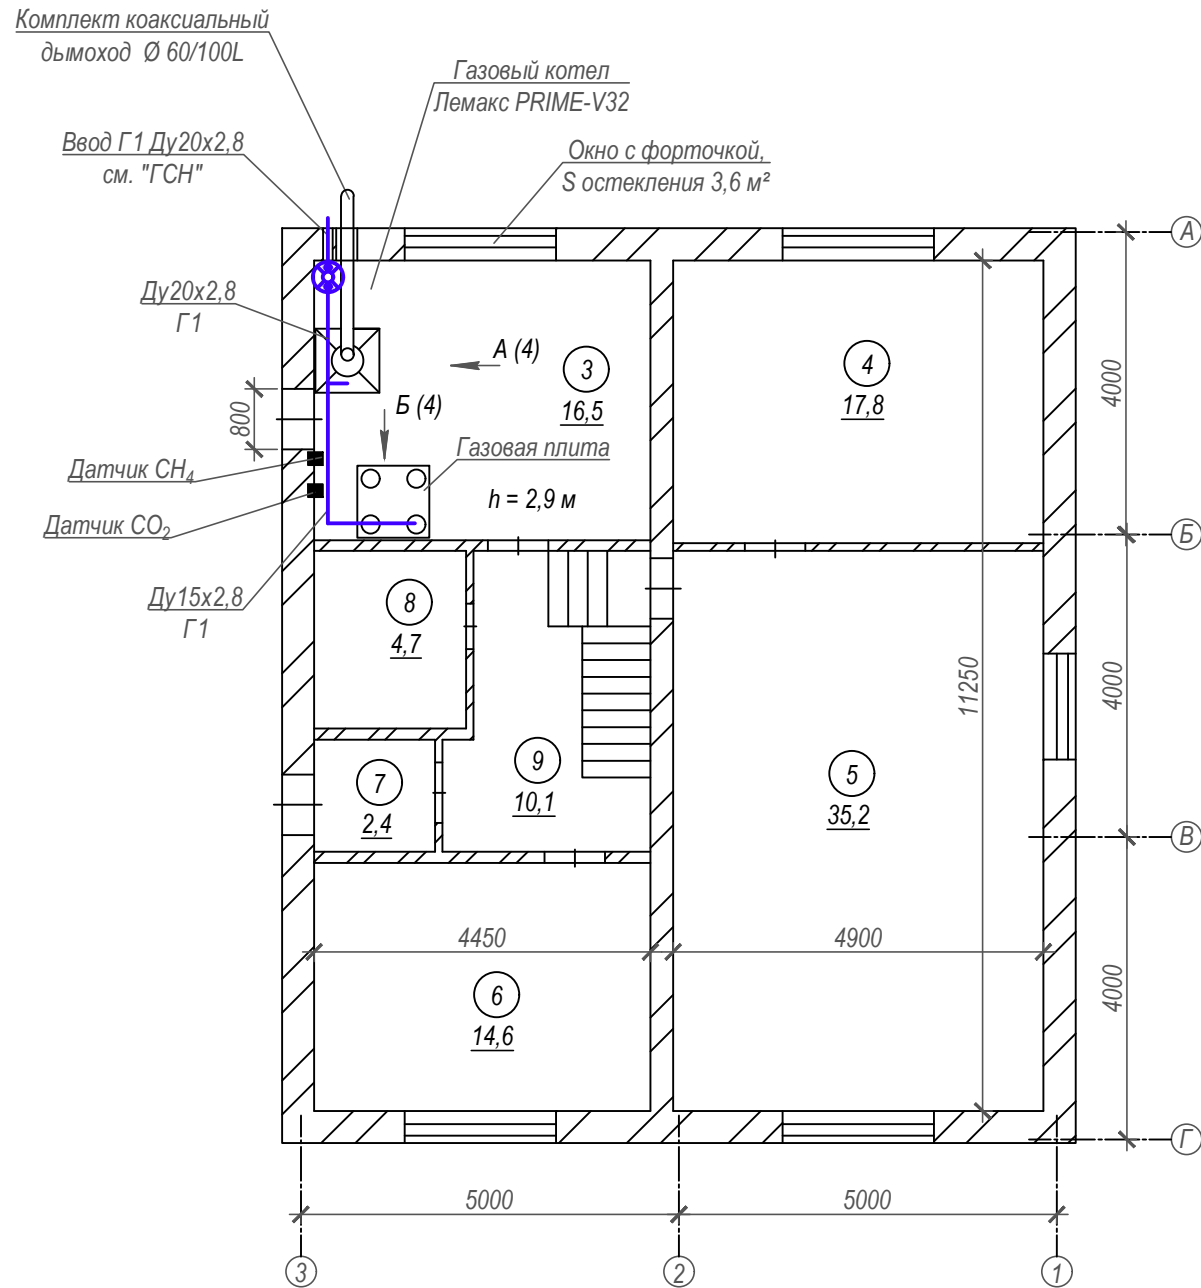 Комплект коаксиальный
дымоход Ø 60/100L
Газовый котел
Лемакс PRIME-V32
Ввод Г1 Ду20х2,8
см. "ГСН"
Окно с форточкой,
S остекления 3,6 м²
А
Ду20х2,8
Г1
А (4)
3
16,5
4
17,8
4000
Б (4)
800
Газовая плита
Датчик CH₄
h = 2,9 м
Датчик CO₂
Б
Ду15х2,8
Г1
8
4,7
11250
4000
9
10,1
7
2,4
5
35,2
В
4450
4900
6
14,6
4000
Г
5000
5000
3
2
1